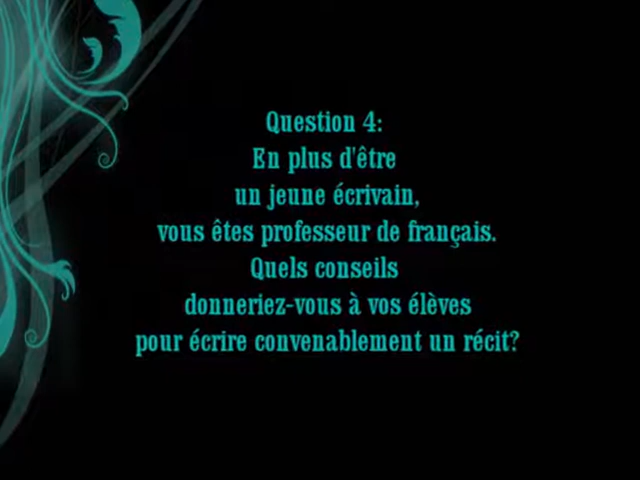 Question 4:
En plus d'être
un jeune écrivain,
vous êtes professeur de français.
Quels conseils
donneriez-vous à vos élèves
pour écrire convenablement un récit?